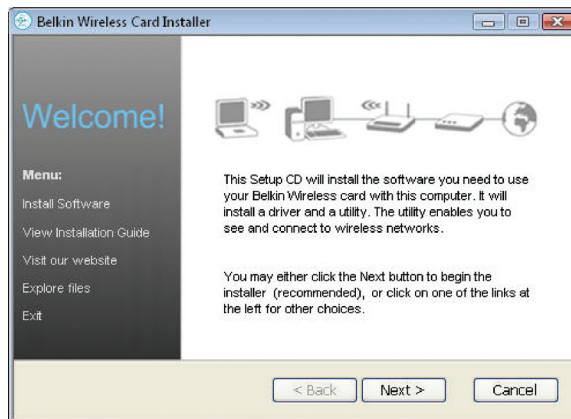 Belkin Wireless Card Installer
Welcome!
Menu:
Install Software
View Installation Guide
Visit our website
Explore files
Exit
This Setup CD will install the software you need to use
your Belkin Wireless card with this computer. It will
install a driver and a utility. The utility enables you to
see and connect to wireless networks.
You may either click the Next button to begin the
installer (recommended), or click on one of the links at
the left for other choices.
< Back
Next >
Cancel